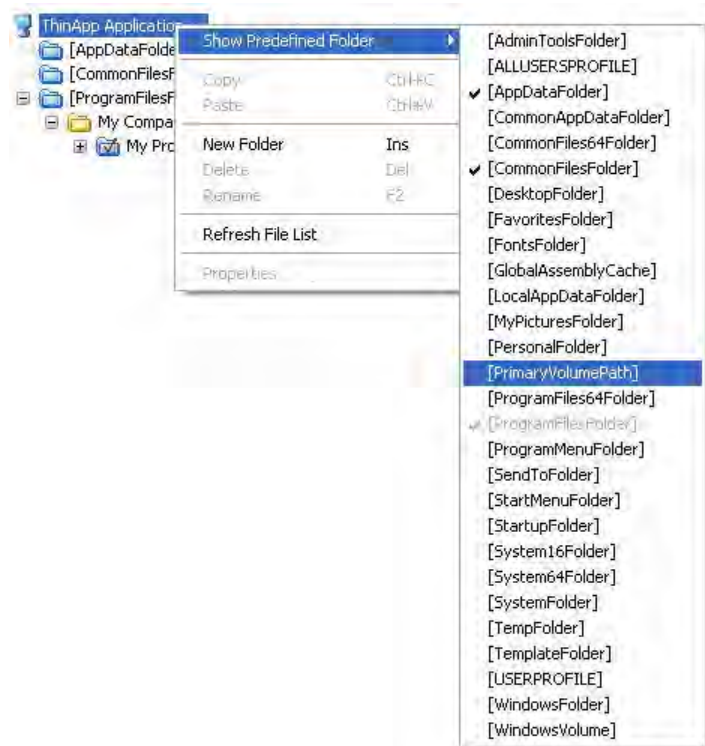 ThinApp Application
[AppDataFolde
[CommonFilesF
[ProgramFilesF
My Compa
My Pro
Show Predefined Folder
Copy Ctrl+C
Paste Ctrl+V
New Folder Ins
Delete Del
Rename F2
Refresh File List
Properties
[AdminToolsFolder]
[ALLUSERSPROFILE]
[AppDataFolder]
[CommonAppDataFolder]
[CommonFiles64Folder]
[CommonFilesFolder]
[DesktopFolder]
[FavoritesFolder]
[FontsFolder]
[GlobalAssemblyCache]
[LocalAppDataFolder]
[MyPicturesFolder]
[PersonalFolder]
[PrimaryVolumePath]
[ProgramFiles64Folder]
[ProgramFilesFolder]
[ProgramMenuFolder]
[SendToFolder]
[StartMenuFolder]
[StartupFolder]
[System16Folder]
[System64Folder]
[SystemFolder]
[TempFolder]
[TemplateFolder]
[USERPROFILE]
[WindowsFolder]
[WindowsVolume]